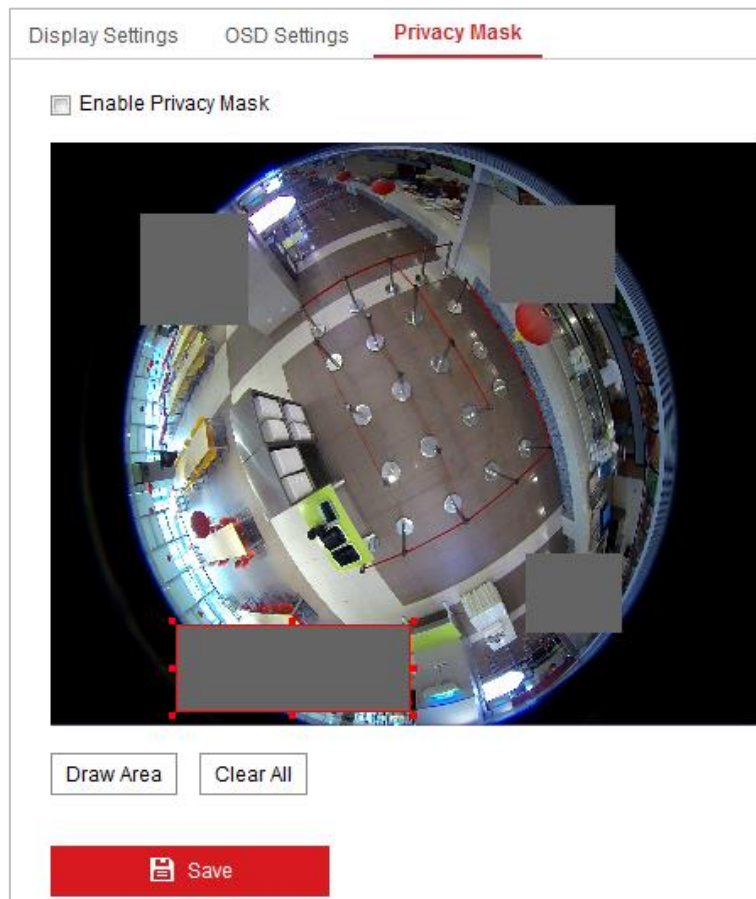 Display Settings OSD Settings Privacy Mask
Enable Privacy Mask
Draw Area Clear All
Save